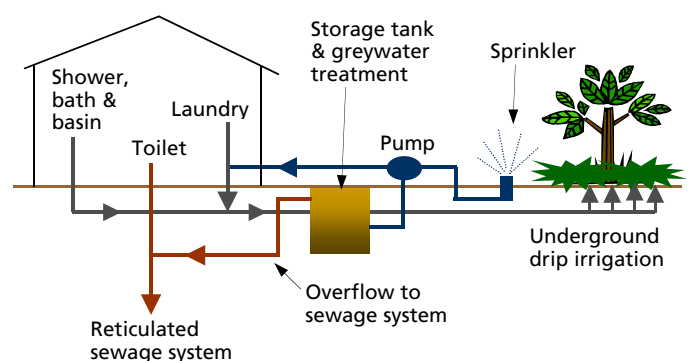 Storage tank
& greywater
treatment
Sprinkler
Shower,
bath &
basin
Laundry
Toilet
Pump
Underground
drip irrigation
Overflow to
sewage system
Reticulated
sewage system